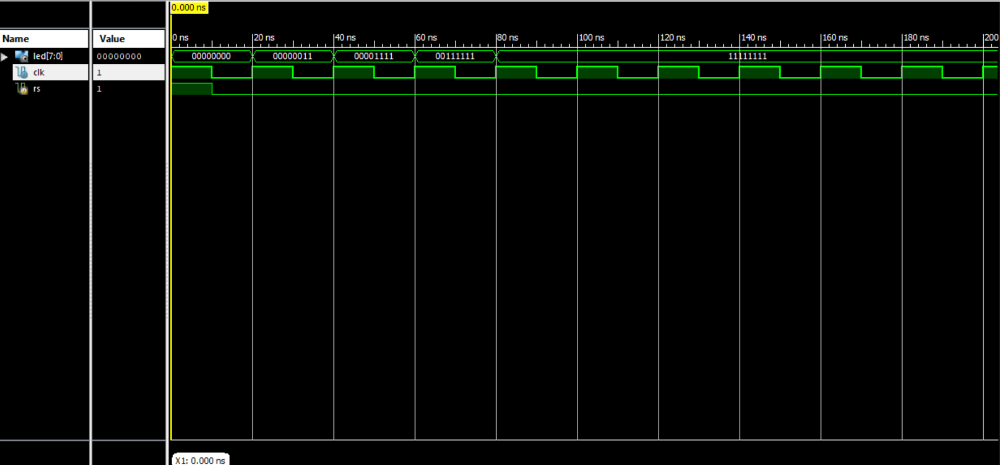 0.000 ns
Name Value 0 ns 20 ns 40 ns 60 ns 80 ns 100 ns 120 ns 140 ns 160 ns 180 ns 200
led[7:0] 00000000 00000000 00000011 00001111 00111111 11111111
clk 1
rs 1
X1: 0.000 ns